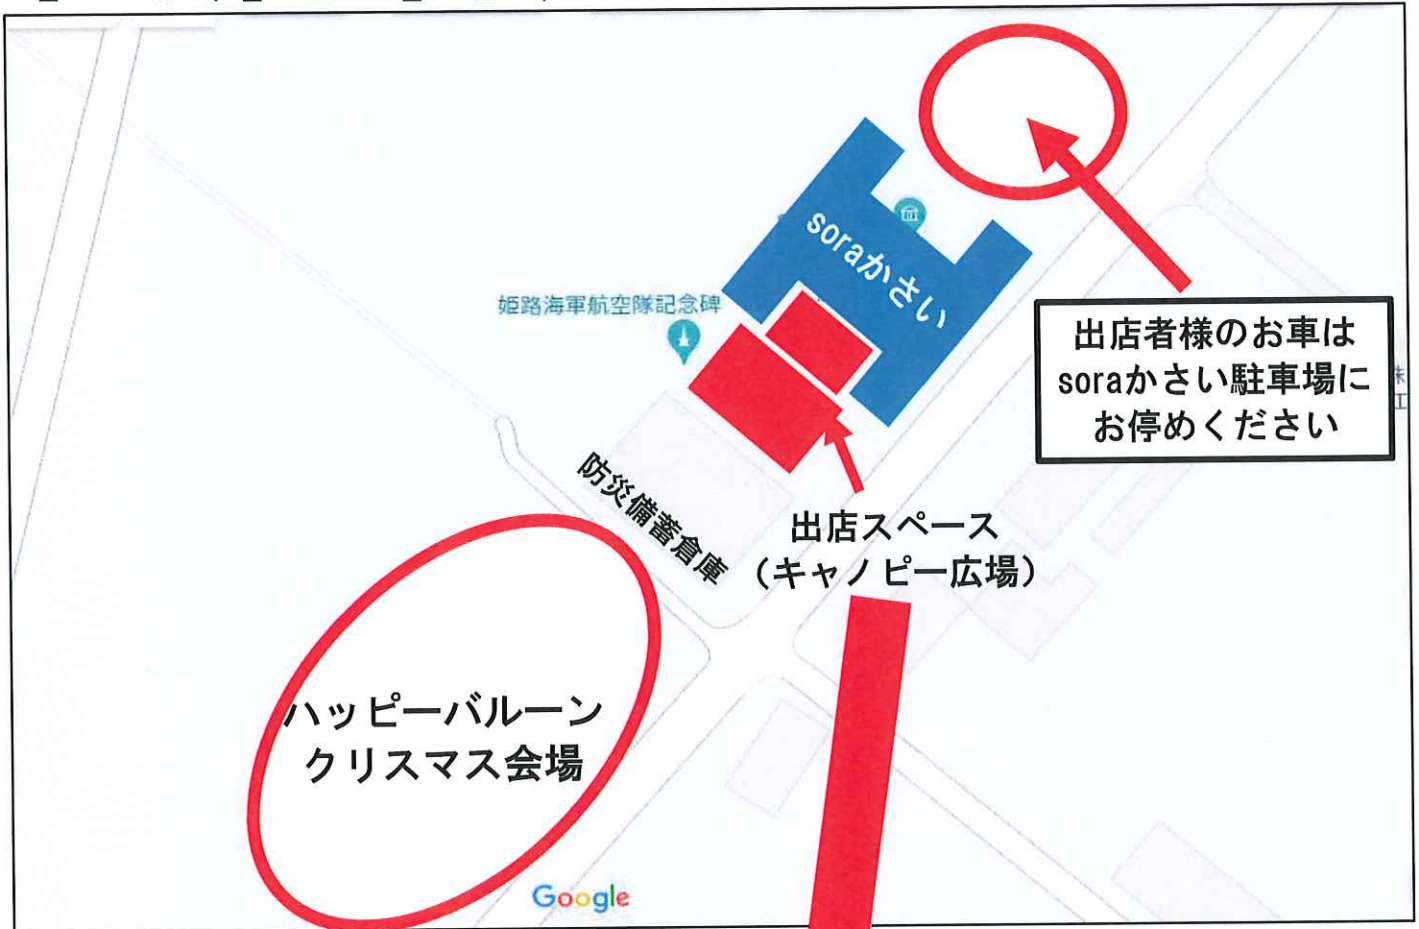 soraかさい
姫路海軍航空隊記念碑
出店者様のお車は
soraかさい駐車場に
お停めください
防災備蓄倉庫
出店スペース
（キャノピー広場）
ハッピーバルーン
クリスマス会場
Google